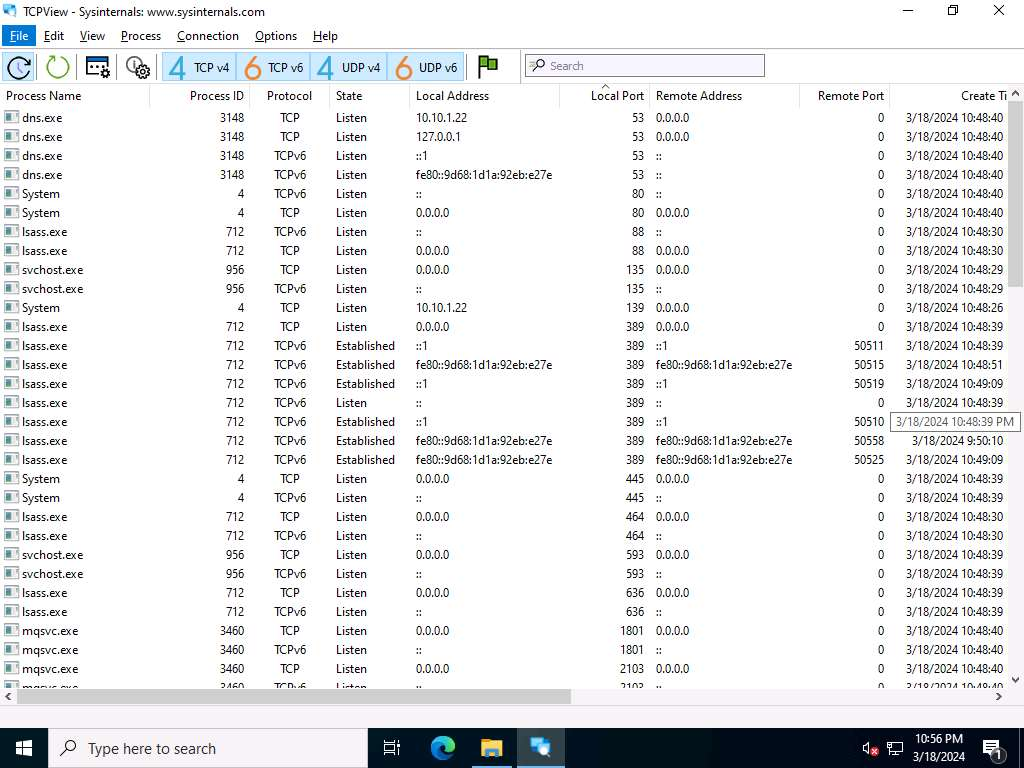 TCPView - Sysinternals: www.sysinternals.com
File Edit View Process Connection Options Help
4 TCP v4 6 TCP v6 4 UDP v4 6 UDP v6 Search
Process Name Process ID Protocol State Local Address Local Port Remote Address Remote Port Create Ti
dns.exe 3148 TCP Listen 10.10.1.22 53 0.0.0.0 0 3/18/2024 10:48:40
dns.exe 3148 TCP Listen 127.0.0.1 53 0.0.0.0 0 3/18/2024 10:48:40
dns.exe 3148 TCPv6 Listen ::1 53 :: 0 3/18/2024 10:48:40
dns.exe 3148 TCPv6 Listen fe80::9d68:1d1a:92eb:e27e 53 :: 0 3/18/2024 10:48:40
System 4 TCPv6 Listen :: 80 :: 0 3/18/2024 10:48:40
System 4 TCP Listen 0.0.0.0 80 0.0.0.0 0 3/18/2024 10:48:40
lsass.exe 712 TCPv6 Listen :: 88 :: 0 3/18/2024 10:48:30
lsass.exe 712 TCP Listen 0.0.0.0 88 0.0.0.0 0 3/18/2024 10:48:30
svchost.exe 956 TCP Listen 0.0.0.0 135 0.0.0.0 0 3/18/2024 10:48:29
svchost.exe 956 TCPv6 Listen :: 135 :: 0 3/18/2024 10:48:29
System 4 TCP Listen 10.10.1.22 139 0.0.0.0 0 3/18/2024 10:48:26
lsass.exe 712 TCP Listen 0.0.0.0 389 0.0.0.0 0 3/18/2024 10:48:39
lsass.exe 712 TCPv6 Established ::1 389 ::1 50511 3/18/2024 10:48:39
lsass.exe 712 TCPv6 Established fe80::9d68:1d1a:92eb:e27e 389 fe80::9d68:1d1a:92eb:e27e 50515 3/18/2024 10:48:51
lsass.exe 712 TCPv6 Established ::1 389 ::1 50519 3/18/2024 10:49:09
lsass.exe 712 TCPv6 Listen :: 389 :: 0 3/18/2024 10:48:39
lsass.exe 712 TCPv6 Established ::1 389 ::1 50510 3/18/2024 10:48:39 PM
lsass.exe 712 TCPv6 Established fe80::9d68:1d1a:92eb:e27e 389 fe80::9d68:1d1a:92eb:e27e 50558 3/18/2024 9:50:10
lsass.exe 712 TCPv6 Established fe80::9d68:1d1a:92eb:e27e 389 fe80::9d68:1d1a:92eb:e27e 50525 3/18/2024 10:49:09
System 4 TCP Listen 0.0.0.0 445 0.0.0.0 0 3/18/2024 10:48:39
System 4 TCPv6 Listen :: 445 :: 0 3/18/2024 10:48:39
lsass.exe 712 TCP Listen 0.0.0.0 464 0.0.0.0 0 3/18/2024 10:48:30
lsass.exe 712 TCPv6 Listen :: 464 :: 0 3/18/2024 10:48:30
svchost.exe 956 TCP Listen 0.0.0.0 593 0.0.0.0 0 3/18/2024 10:48:39
svchost.exe 956 TCPv6 Listen :: 593 :: 0 3/18/2024 10:48:39
lsass.exe 712 TCP Listen 0.0.0.0 636 0.0.0.0 0 3/18/2024 10:48:39
lsass.exe 712 TCPv6 Listen :: 636 :: 0 3/18/2024 10:48:39
mqsvc.exe 3460 TCP Listen 0.0.0.0 1801 0.0.0.0 0 3/18/2024 10:48:40
mqsvc.exe 3460 TCPv6 Listen :: 1801 :: 0 3/18/2024 10:48:40
mqsvc.exe 3460 TCP Listen 0.0.0.0 2103 0.0.0.0 0 3/18/2024 10:48:40
mqsvc.exe 3460 TCPv6 Listen :: 2103 :: 0 3/18/2024 10:48:40
Type here to search
10:56 PM
3/18/2024
1